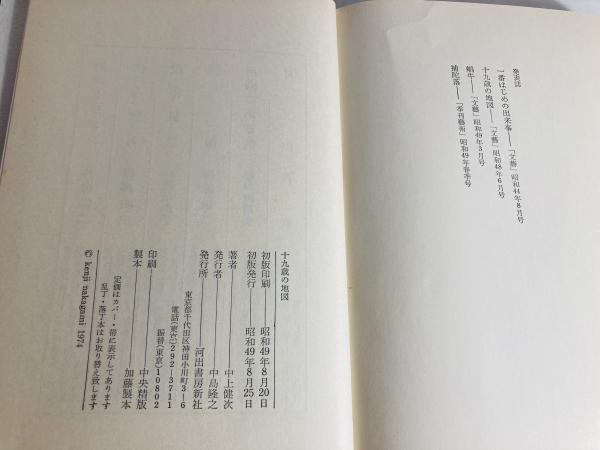 発表誌
一番はじめの出来事――「文藝」昭和44年8月号
十九歳の地図――「文藝」昭和48年6月号
蝸牛――「文藝」昭和49年3月号
補陀落――「季刊藝術」昭和49年春季号
十九歳の地図
初版印刷――昭和49年8月20日
初版発行――昭和49年8月25日
著者――中上健次
発行者――中島隆之
発行所――河出書房新社
東京都千代田区神田小川町3-6
電話(東京)292-3711
振替(東京)10802
印刷――中央精版
製本――加藤製本
定価はカバー・帯に表示してあります
乱丁・落丁本はお取り替え致します
© kenji nakagami 1974